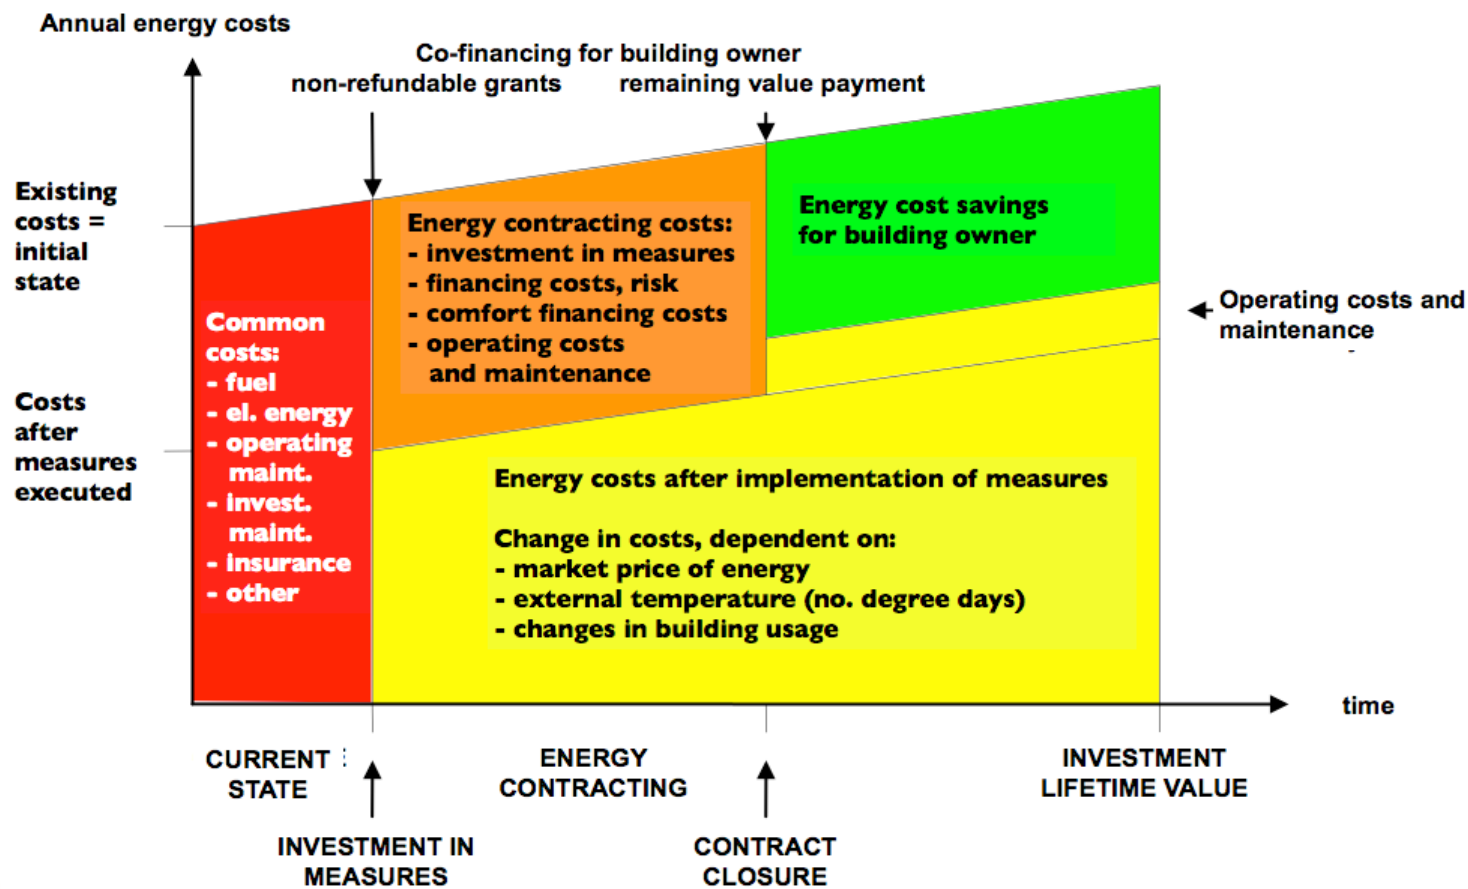 Annual energy costs
Co-financing for building owner
non-refundable grants
remaining value payment
Existing
costs =
initial
state
Costs
after
measures
executed
Common
costs:
- fuel
- el. energy
- operating
maint.
- invest.
maint.
- insurance
- other
Energy contracting costs:
- investment in measures
- financing costs, risk
- comfort financing costs
- operating costs
and maintenance
Energy cost savings
for building owner
Operating costs and
maintenance
Energy costs after implementation of measures
Change in costs, dependent on:
- market price of energy
- external temperature (no. degree days)
- changes in building usage
time
CURRENT
STATE
ENERGY
CONTRACTING
INVESTMENT
LIFETIME VALUE
INVESTMENT IN
MEASURES
CONTRACT
CLOSURE